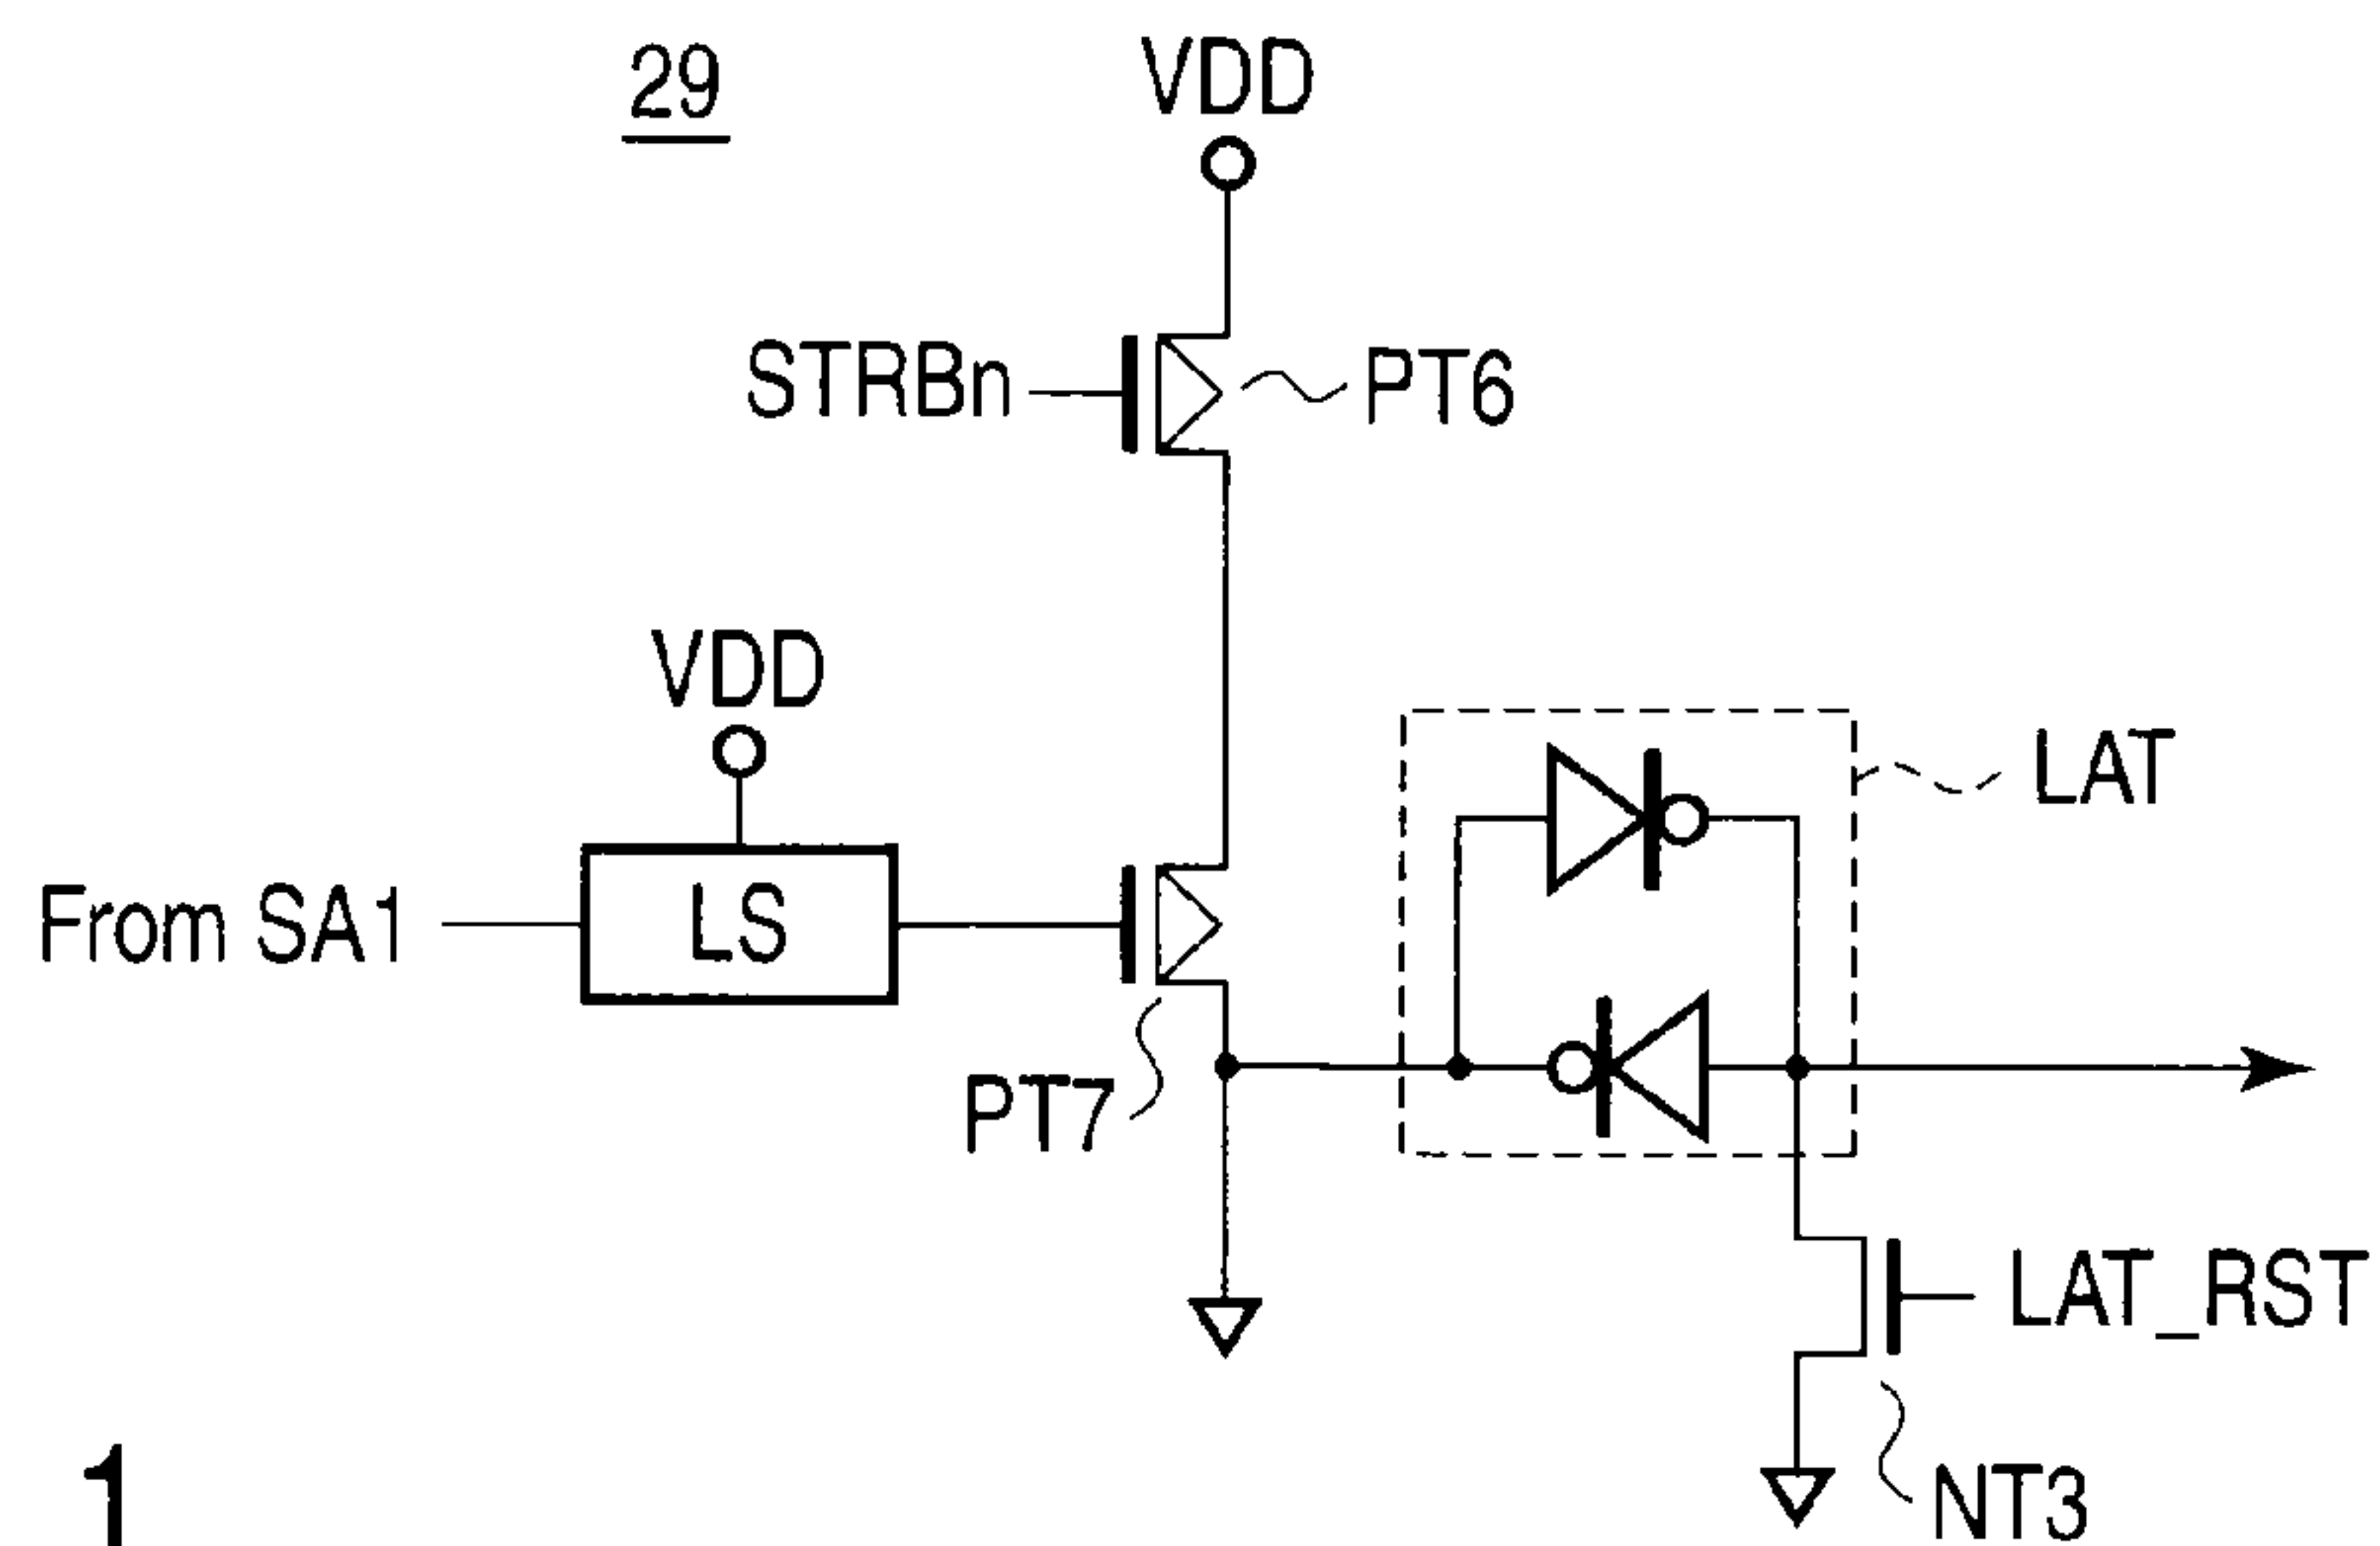 29
VDD
STRBn
PT6
VDD
LAT
From SA1
LS
PT7
LAT_RST
NT3
1